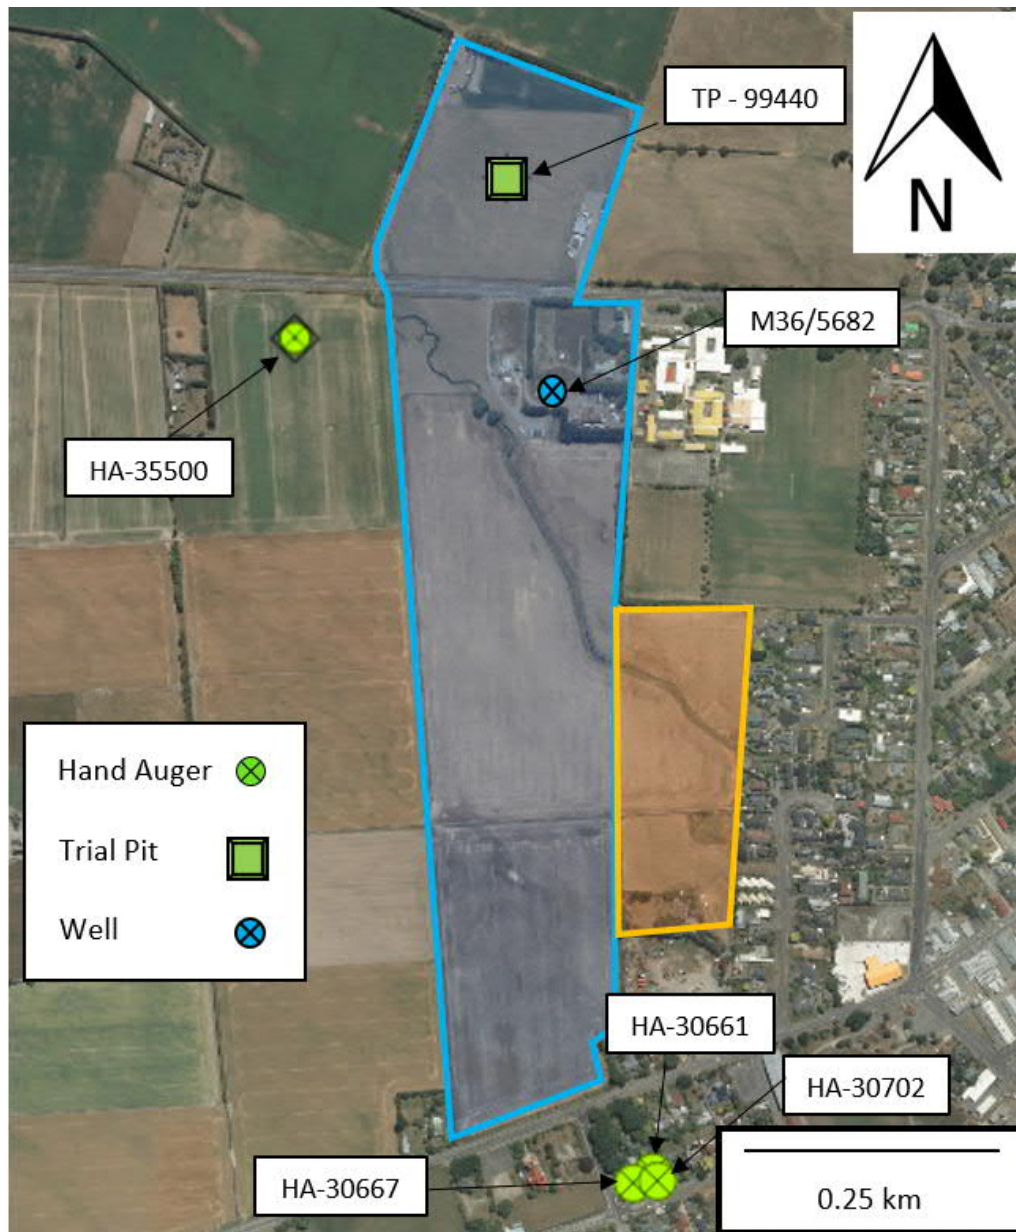 TP - 99440
N
M36/5682
HA-35500
Hand Auger
Trial Pit
Well
HA-30661
HA-30702
HA-30667
0.25 km